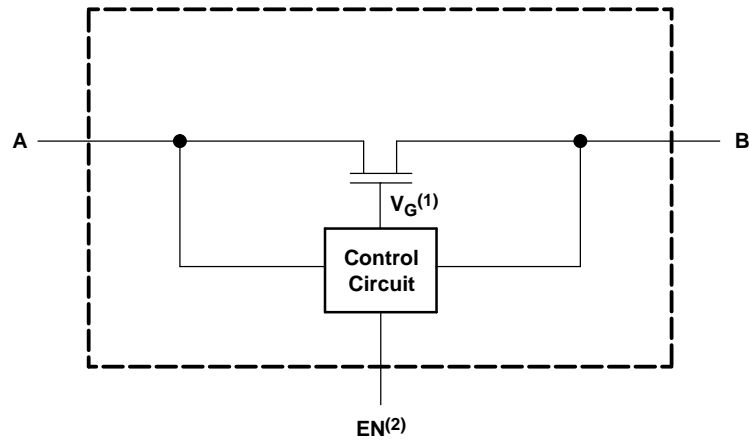 A
B
VG(1)
Control
Circuit
EN(2)